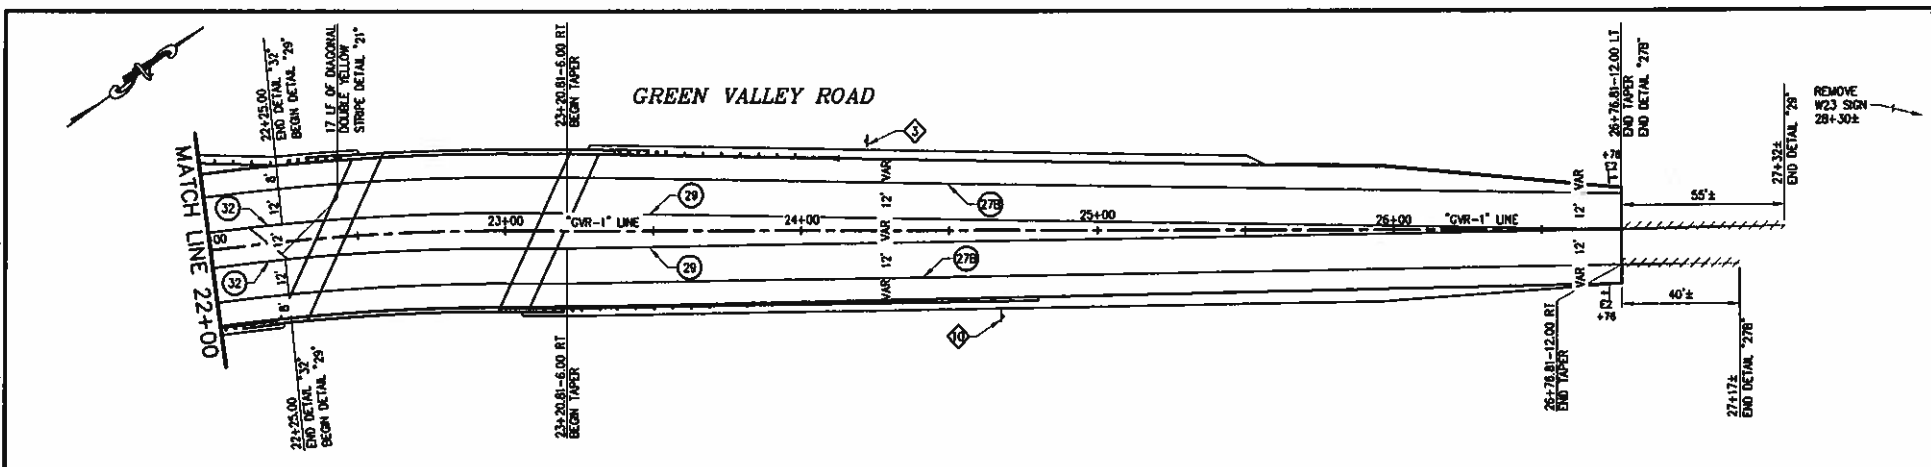 22+25.00
END DETAIL "32"
BEGIN DETAIL "29"
17 LF OF DIAGONAL
DOUBLE YELLOW
STRIPE DETAIL "21"
23+20.81-6.00 RT
BEGIN TAPER
GREEN VALLEY ROAD
26+76.81-12.00 LT
END TAPER
END DETAIL "27B"
27+32±
END DETAIL "29"
REMOVE
W23 SIGN
28+30±
MATCH LINE 22+00
8'
12'
12'
12'
8'
32
32
00
23+00
"GVR-1" LINE
29
29
24+00
3
VAR
12'
VAR
12'
VAR
27B
27B
10
25+00
26+00
"GVR-1" LINE
VAR
12'
12'
VAR
+76
+76
55'±
40'±
22+25.00
END DETAIL "32"
BEGIN DETAIL "29"
23+20.81-6.00 RT
BEGIN TAPER
26+76.81-12.00 RT
END TAPER
27+17±
END DETAIL "27B"